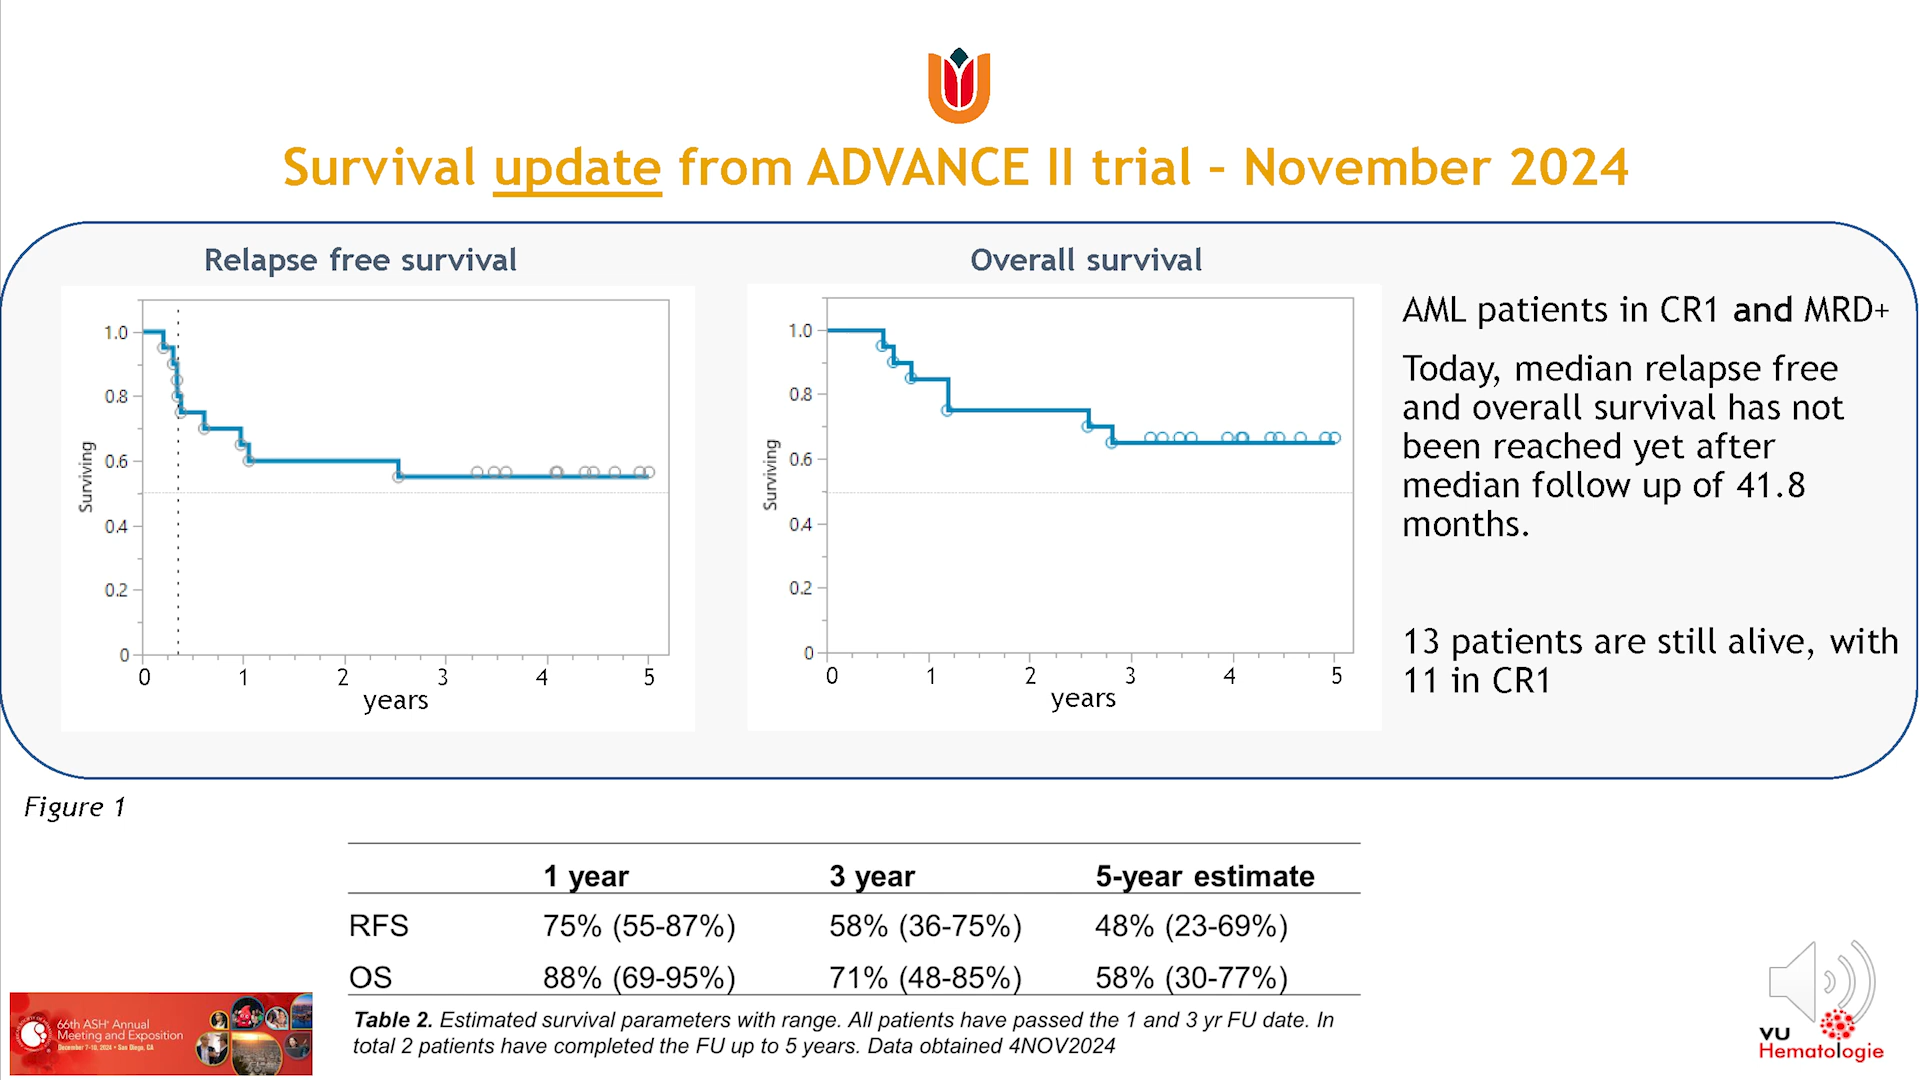 Survival update from ADVANCE II trial – November 2024
Relapse free survival
Surviving
1.0
0.8
0.6
0.4
0.2
0
0 1 2 3 4 5
years
Overall survival
Surviving
1.0
0.8
0.6
0.4
0.2
0
0 1 2 3 4 5
years
AML patients in CR1 and MRD+
Today, median relapse free
and overall survival has not
been reached yet after
median follow up of 41.8
months.
13 patients are still alive, with
11 in CR1
Figure 1
1 year 3 year 5-year estimate
RFS 75% (55-87%) 58% (36-75%) 48% (23-69%)
OS 88% (69-95%) 71% (48-85%) 58% (30-77%)
Table 2. Estimated survival parameters with range. All patients have passed the 1 and 3 yr FU date. In
total 2 patients have completed the FU up to 5 years. Data obtained 4NOV2024
66th ASH® Annual
Meeting and Exposition
December 7-10, 2024 • San Diego, CA
VU
Hematologie